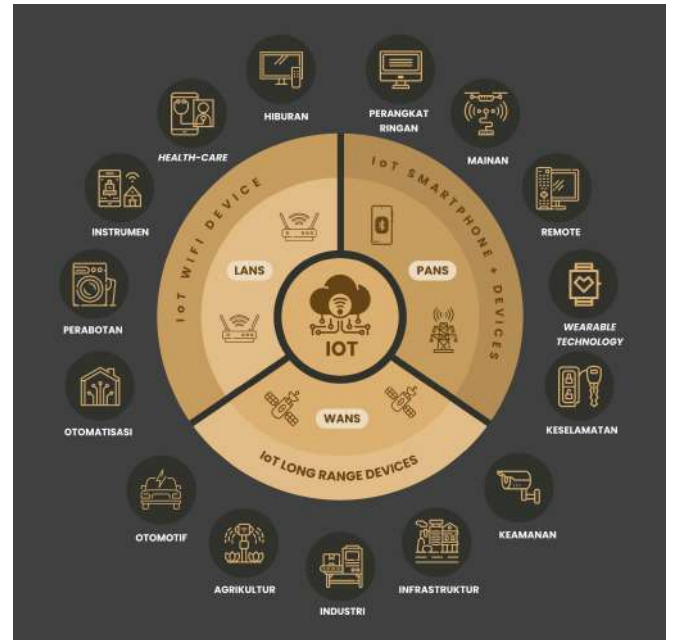 HIBURAN
PERANGKAT
RINGAN
MAINAN
REMOTE
WEARABLE
TECHNOLOGY
KESELAMATAN
KEAMANAN
INFRASTRUKTUR
INDUSTRI
AGRIKULTUR
OTOMOTIF
OTOMATISASI
PERABOTAN
INSTRUMEN
HEALTH-CARE
IoT WIFI DEVICE
LANS
IoT SMARTPHONE + DEVICES
PANS
IOT
WANS
IoT LONG RANGE DEVICES